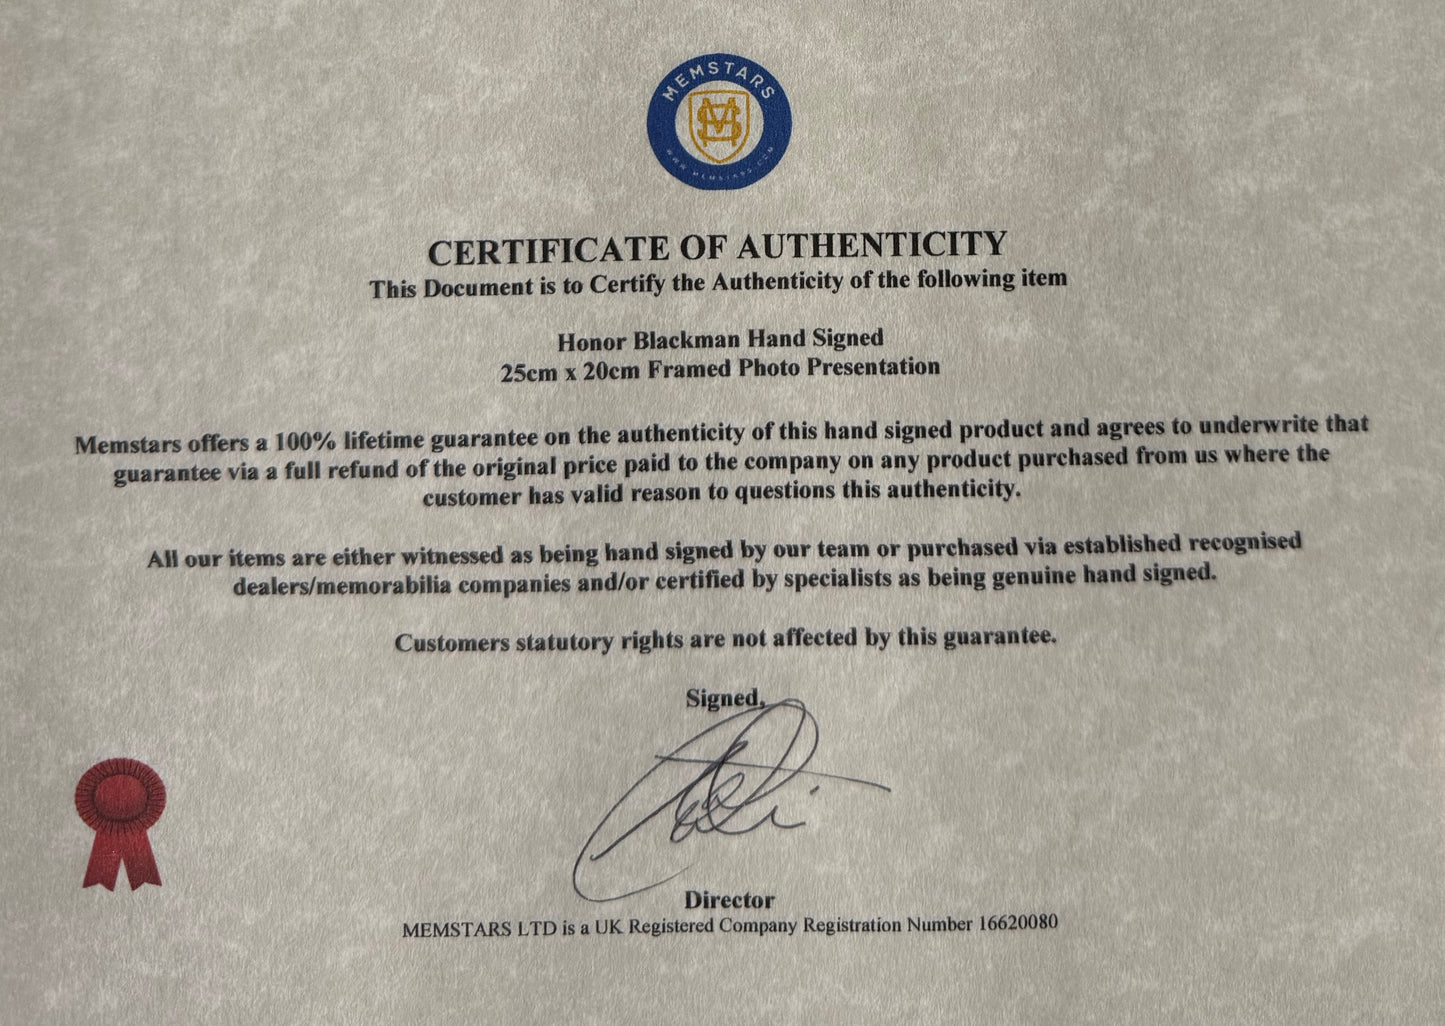 MEMSTARS
MS
WWW.MEMSTARS.COM
CERTIFICATE OF AUTHENTICITY
This Document is to Certify the Authenticity of the following item
Honor Blackman Hand Signed
25cm x 20cm Framed Photo Presentation
Memstars offers a 100% lifetime guarantee on the authenticity of this hand signed product and agrees to underwrite that
guarantee via a full refund of the original price paid to the company on any product purchased from us where the
customer has valid reason to questions this authenticity.
All our items are either witnessed as being hand signed by our team or purchased via established recognised
dealers/memorabilia companies and/or certified by specialists as being genuine hand signed.
Customers statutory rights are not affected by this guarantee.
Signed,
Director
MEMSTARS LTD is a UK Registered Company Registration Number 16620080